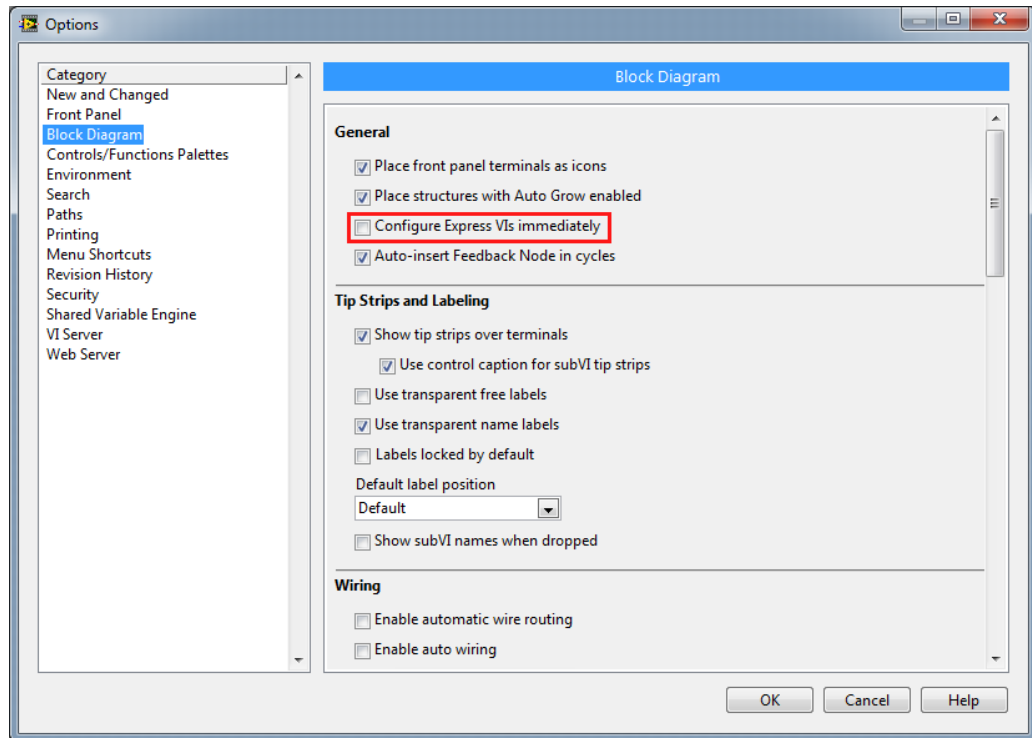 Options
Category
New and Changed
Front Panel
Block Diagram
Controls/Functions Palettes
Environment
Search
Paths
Printing
Menu Shortcuts
Revision History
Security
Shared Variable Engine
VI Server
Web Server
Block Diagram
General
Place front panel terminals as icons
Place structures with Auto Grow enabled
Configure Express VIs immediately
Auto-insert Feedback Node in cycles
Tip Strips and Labeling
Show tip strips over terminals
Use control caption for subVI tip strips
Use transparent free labels
Use transparent name labels
Labels locked by default
Default label position
Default
Show subVI names when dropped
Wiring
Enable automatic wire routing
Enable auto wiring
OK Cancel Help